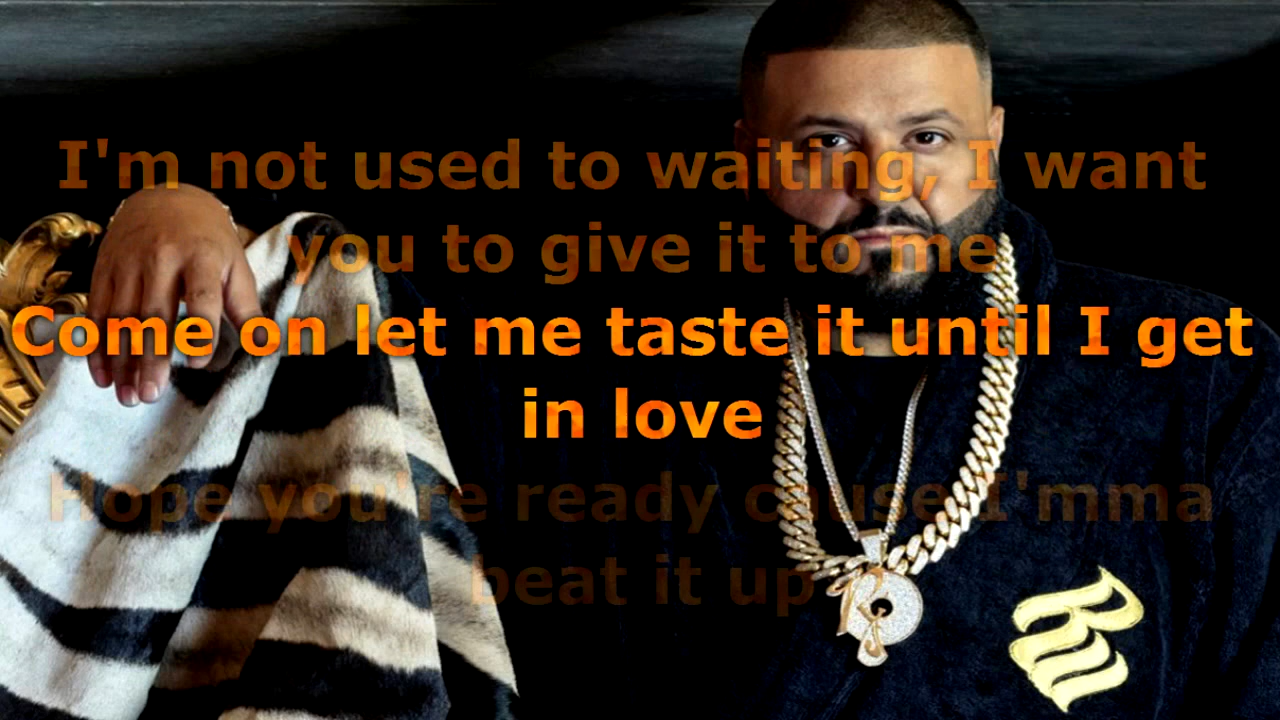 I'm not used to waiting, I want
you to give it to me
Come on let me taste it until I get
in love
Hope you're ready cause I'mma
beat it up